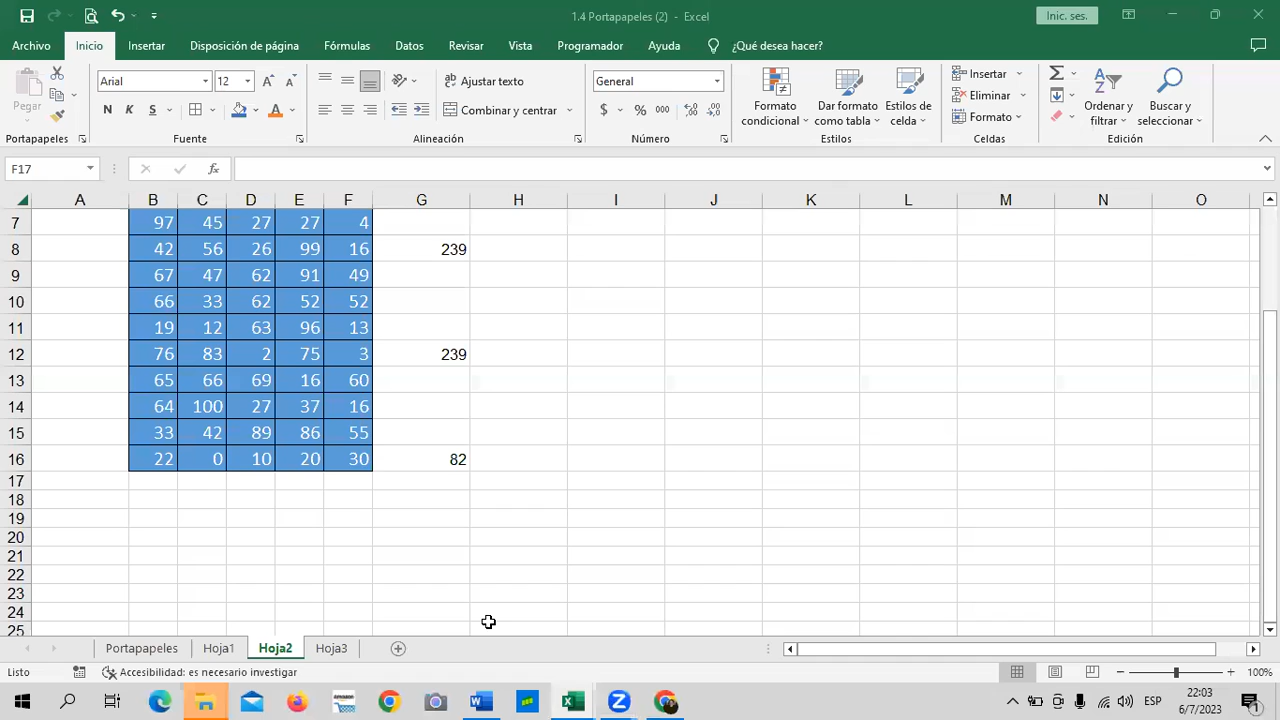 1.4 Portapapeles (2) - Excel
Inic. ses.
Archivo Inicio Insertar Disposición de página Fórmulas Datos Revisar Vista Programador Ayuda ¿Qué desea hacer?
Pegar
Arial 12
N K S
Ajustar texto
Combinar y centrar
General
$ % 000
Formato condicional
Dar formato como tabla
Estilos de celda
Insertar
Eliminar
Formato
Ordenar y filtrar
Buscar y seleccionar
Portapapeles Fuente Alineación Número Estilos Celdas Edición
F17 fx
A B C D E F G H I J K L M N O
7 97 45 27 27 4
8 42 56 26 99 16 239
9 67 47 62 91 49
10 66 33 62 52 52
11 19 12 63 96 13
12 76 83 2 75 3 239
13 65 66 69 16 60
14 64 100 27 37 16
15 33 42 89 86 55
16 22 0 10 20 30 82
17
18
19
20
21
22
23
24
25
Portapapeles Hoja1 Hoja2 Hoja3
Listo Accesibilidad: es necesario investigar 100%
ESP
22:03
6/7/2023